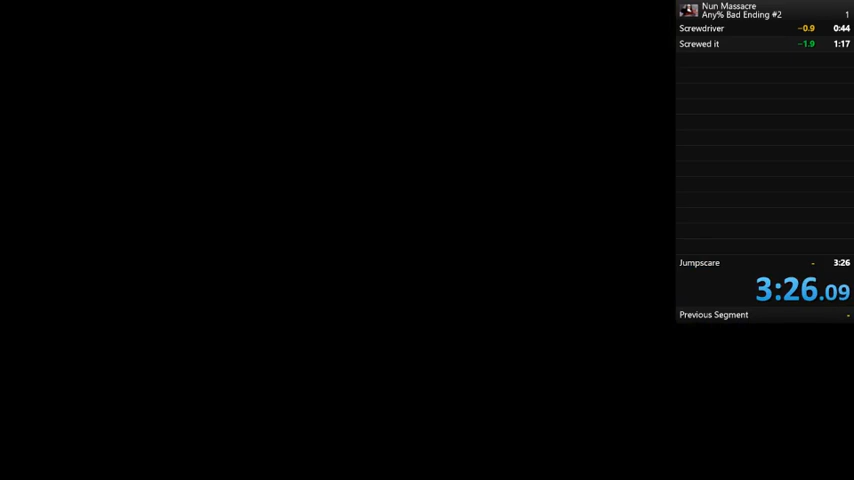 Nun Massacre
Any% Bad Ending #2 1
Screwdriver −0.9 0:44
Screwed it −1.9 1:17
Jumpscare - 3:26
3:26.09
Previous Segment -